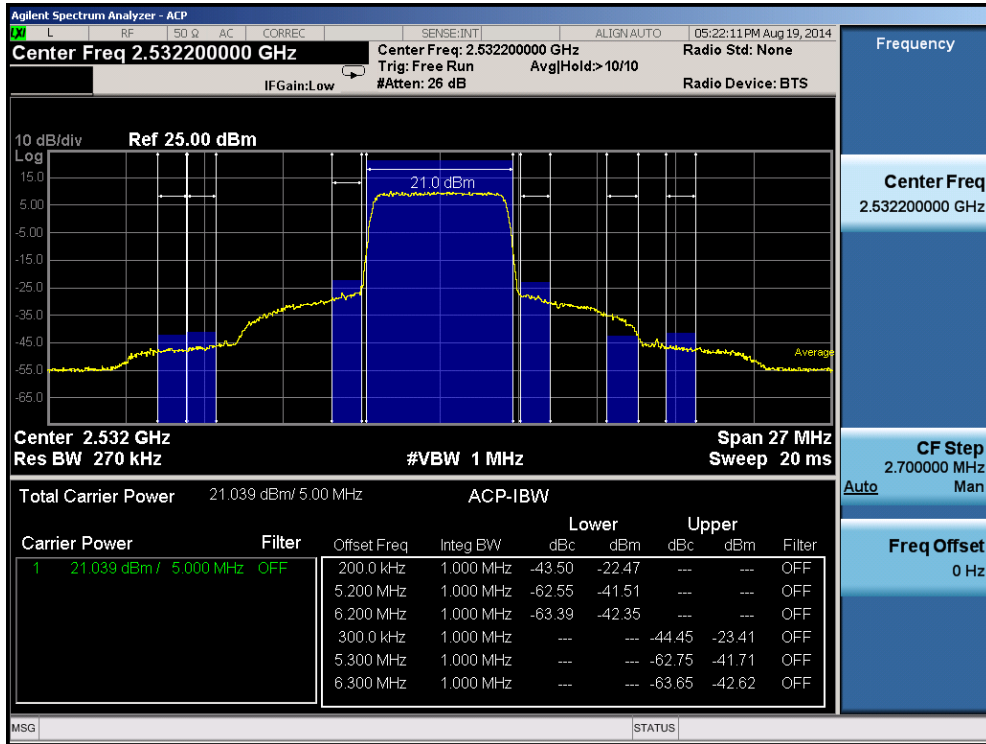 Agilent Spectrum Analyzer - ACP
LXI L RF 50 Ω AC CORREC SENSE:INT ALIGN AUTO 05:22:11 PM Aug 19, 2014
Center Freq 2.532200000 GHz Center Freq: 2.532200000 GHz Radio Std: None
Trig: Free Run Avg|Hold:>10/10
IFGain:Low #Atten: 26 dB Radio Device: BTS
10 dB/div Ref 25.00 dBm
Log
15.0
5.00
-5.00
-15.0
-25.0
-35.0
-45.0
-55.0
-65.0
21.0 dBm
Average
Center 2.532 GHz Span 27 MHz
Res BW 270 kHz #VBW 1 MHz Sweep 20 ms
Total Carrier Power 21.039 dBm/ 5.00 MHz ACP-IBW
Lower Upper
Carrier Power Filter Offset Freq Integ BW dBc dBm dBc dBm Filter
1 21.039 dBm / 5.000 MHz OFF 200.0 kHz 1.000 MHz -43.50 -22.47 --- --- OFF
5.200 MHz 1.000 MHz -62.55 -41.51 --- --- OFF
6.200 MHz 1.000 MHz -63.39 -42.35 --- --- OFF
300.0 kHz 1.000 MHz --- --- -44.45 -23.41 OFF
5.300 MHz 1.000 MHz --- --- -62.75 -41.71 OFF
6.300 MHz 1.000 MHz --- --- -63.65 -42.62 OFF
MSG STATUS
Frequency
Center Freq
2.532200000 GHz
CF Step
2.700000 MHz
Auto Man
Freq Offset
0 Hz